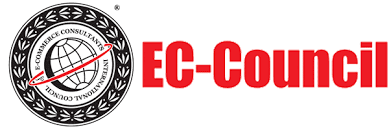 E-COMMERCE CONSULTANTS
INTERNATIONAL COUNCIL
®
EC-Council